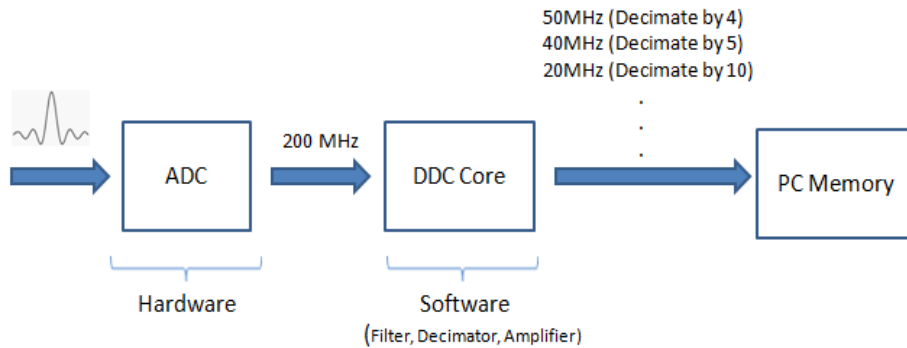 50MHz (Decimate by 4)
40MHz (Decimate by 5)
20MHz (Decimate by 10)
.
.
.
200 MHz
ADC
DDC Core
PC Memory
Hardware
Software
(Filter, Decimator, Amplifier)